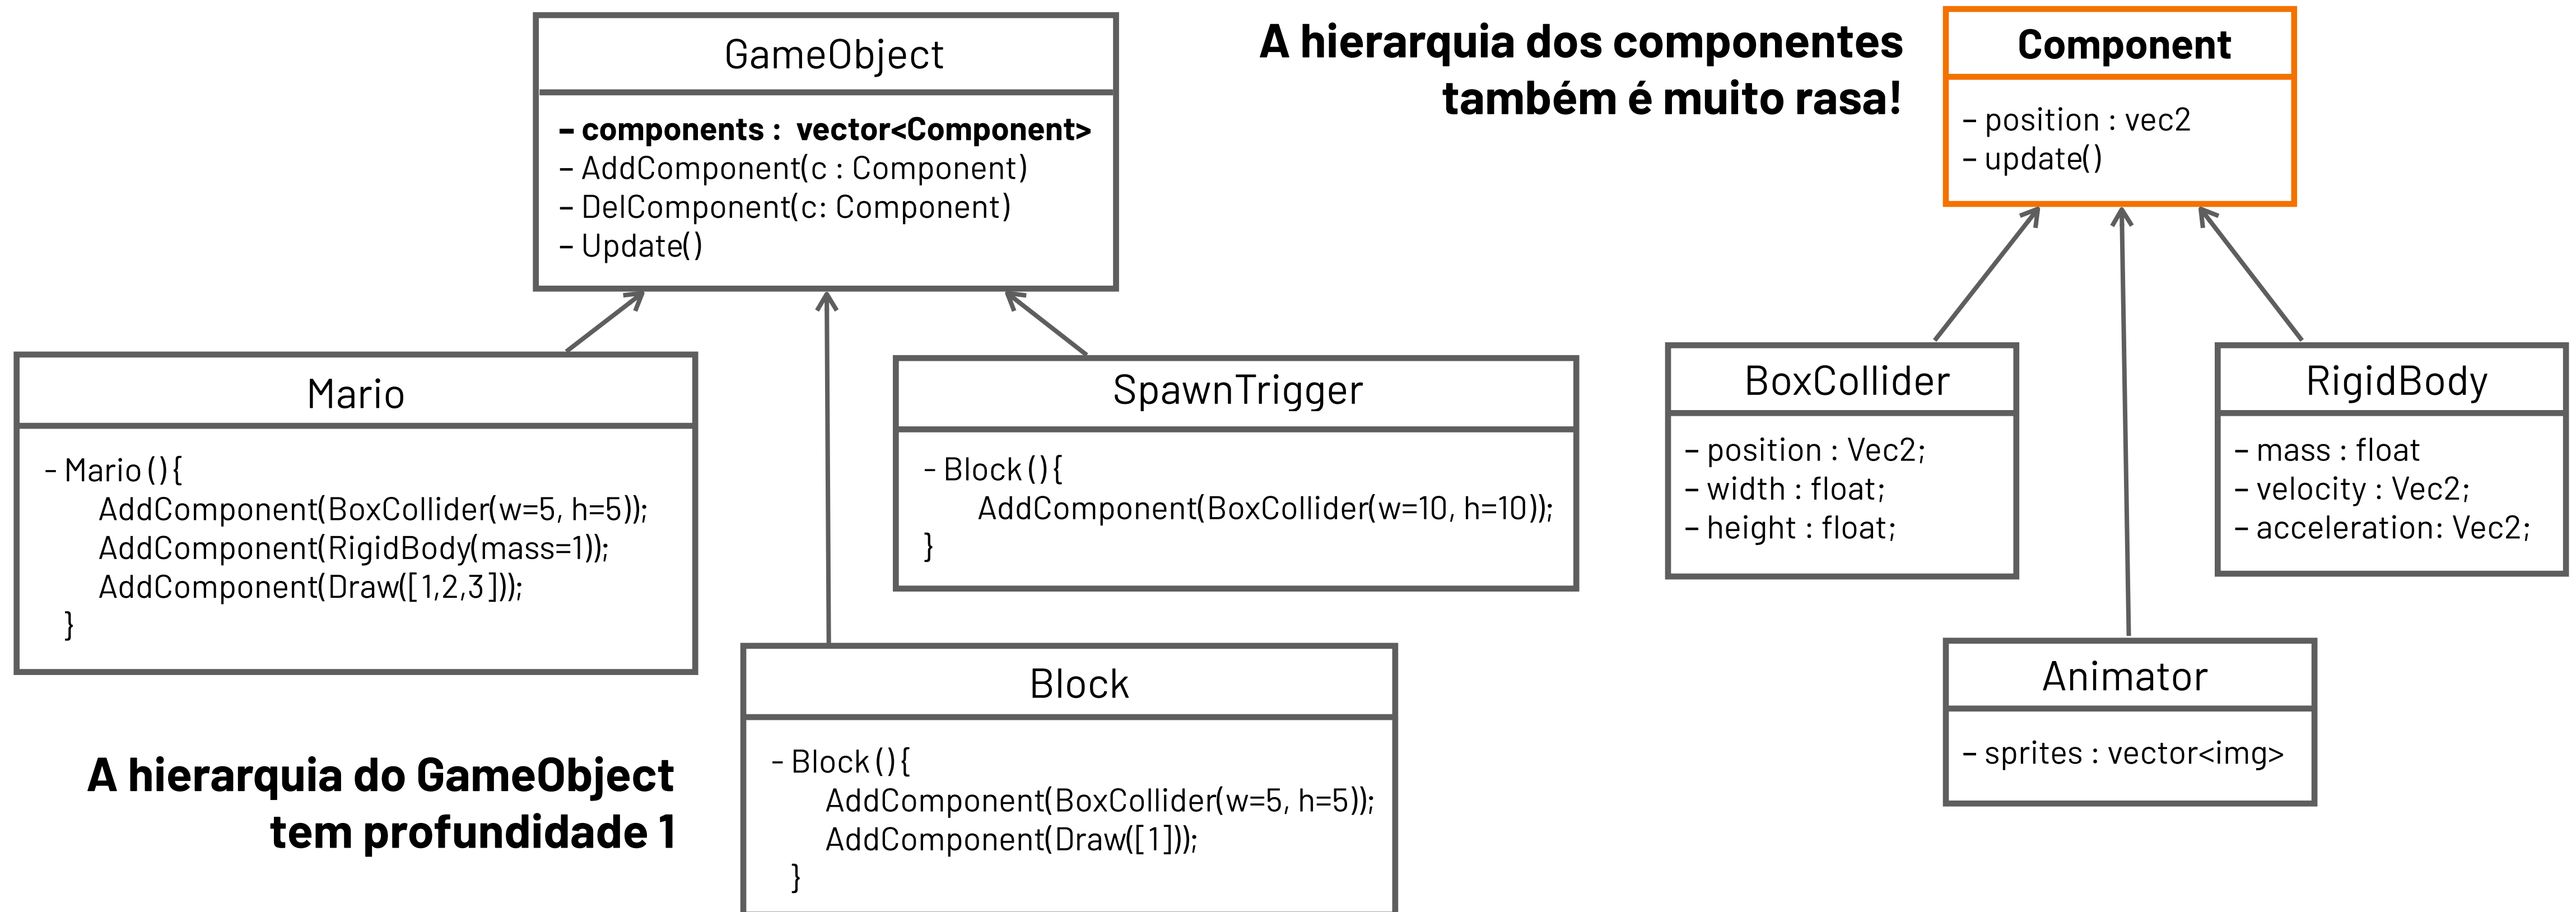 GameObject
– components : vector<Component>
– AddComponent(c : Component)
– DelComponent(c: Component)
– Update()
A hierarquia dos componentes
também é muito rasa!
Component
– position : vec2
– update()
Mario
- Mario () {
AddComponent(BoxCollider(w=5, h=5));
AddComponent(RigidBody(mass=1));
AddComponent(Draw([1,2,3]));
}
SpawnTrigger
- Block () {
AddComponent(BoxCollider(w=10, h=10));
}
BoxCollider
– position : Vec2;
– width : float;
– height : float;
RigidBody
– mass : float
– velocity : Vec2;
– acceleration: Vec2;
Block
- Block () {
AddComponent(BoxCollider(w=5, h=5));
AddComponent(Draw([1]));
}
Animator
– sprites : vector<img>
A hierarquia do GameObject
tem profundidade 1